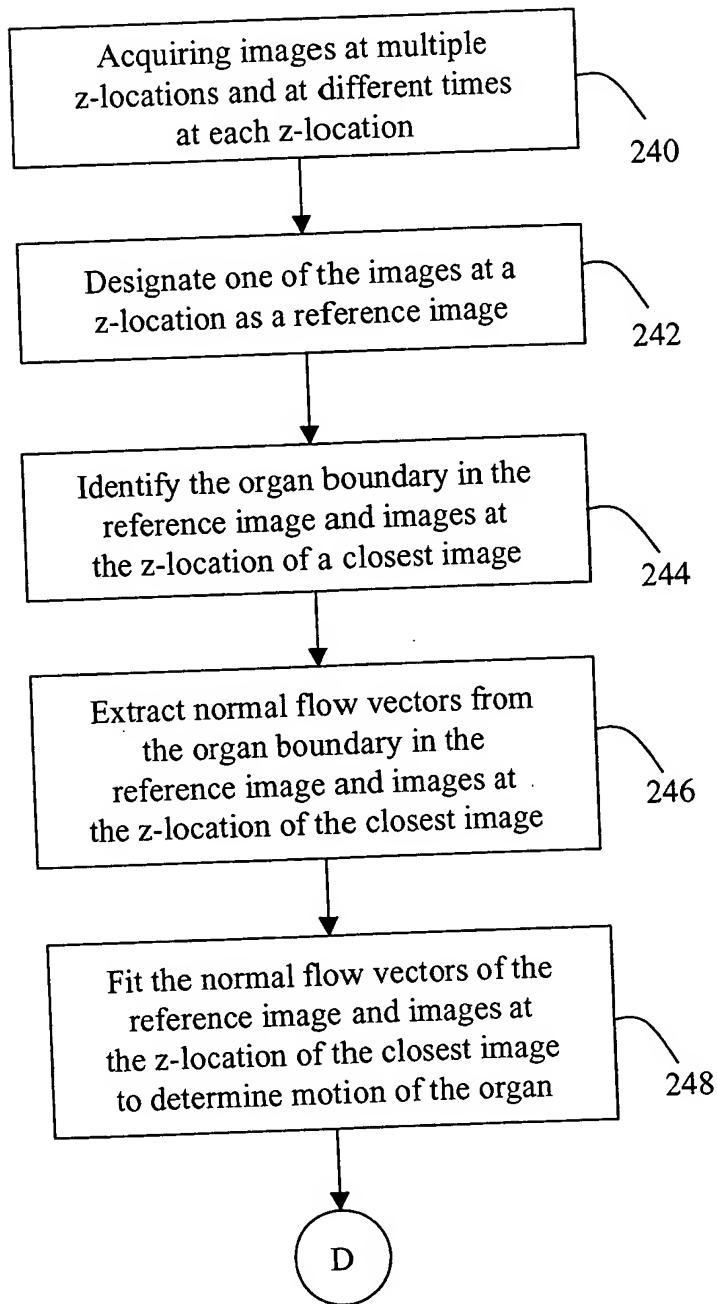 Acquiring images at multiple
z-locations and at different times
at each z-location
240
Designate one of the images at a
z-location as a reference image
242
Identify the organ boundary in the
reference image and images at
the z-location of a closest image
244
Extract normal flow vectors from
the organ boundary in the
reference image and images at
the z-location of the closest image
246
Fit the normal flow vectors of the
reference image and images at
the z-location of the closest image
to determine motion of the organ
248
D